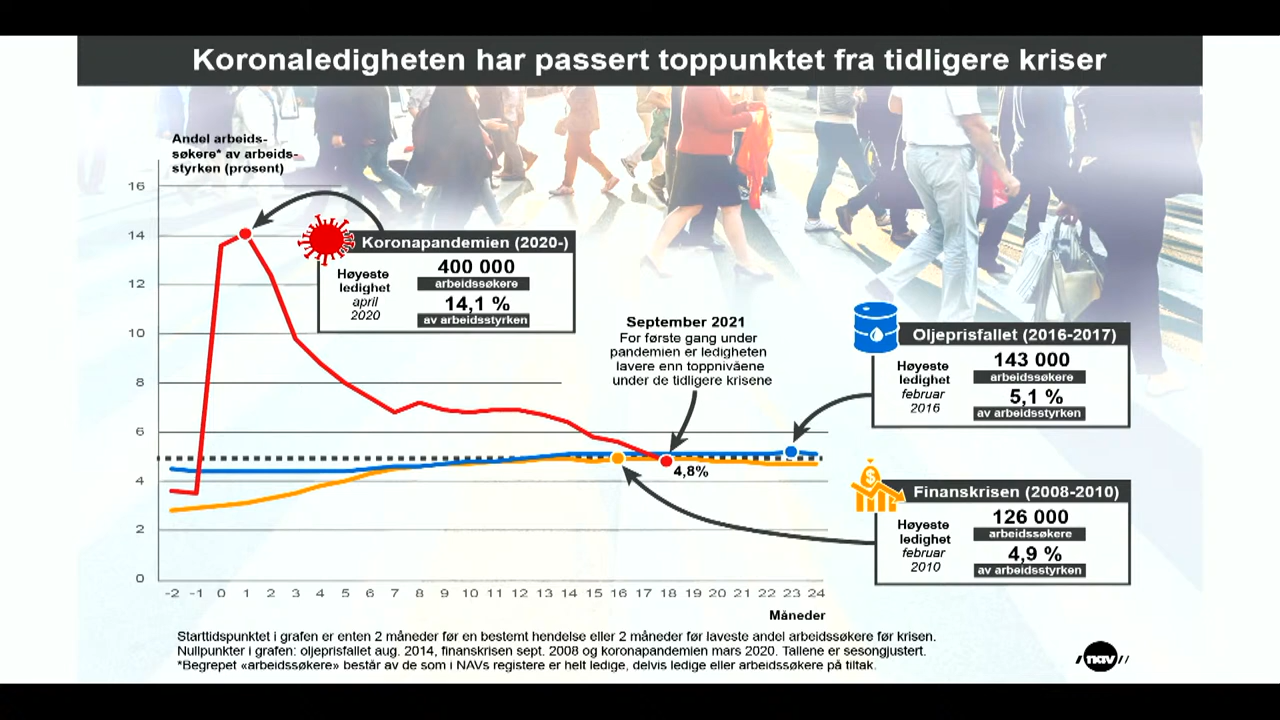 Koronaledigheten har passert toppunktet fra tidligere kriser
Andel arbeids-
søkere* av arbeids-
styrken (prosent)
16
14
12
10
8
6
4
2
0
Koronapandemien (2020-)
Høyeste
ledighet
april
2020
400 000
arbeidssøkere
14,1 %
av arbeidsstyrken
September 2021
For første gang under
pandemien er ledigheten
lavere enn toppnivåene
under de tidligere krisene
4,8%
Oljeprisfallet (2016-2017)
Høyeste
ledighet
februar
2016
143 000
arbeidssøkere
5,1 %
av arbeidsstyrken
$
Finanskrisen (2008-2010)
Høyeste
ledighet
februar
2010
126 000
arbeidssøkere
4,9 %
av arbeidsstyrken
-2 -1 0 1 2 3 4 5 6 7 8 9 10 11 12 13 14 15 16 17 18 19 20 21 22 23 24
Måneder
Starttidspunktet i grafen er enten 2 måneder før en bestemt hendelse eller 2 måneder før laveste andel arbeidssøkere før krisen.
Nullpunkter i grafen: oljeprisfallet aug. 2014, finanskrisen sept. 2008 og koronapandemien mars 2020. Tallene er sesongjustert.
*Begrepet «arbeidssøkere» består av de som i NAVs registere er helt ledige, delvis ledige eller arbeidssøkere på tiltak.
nav